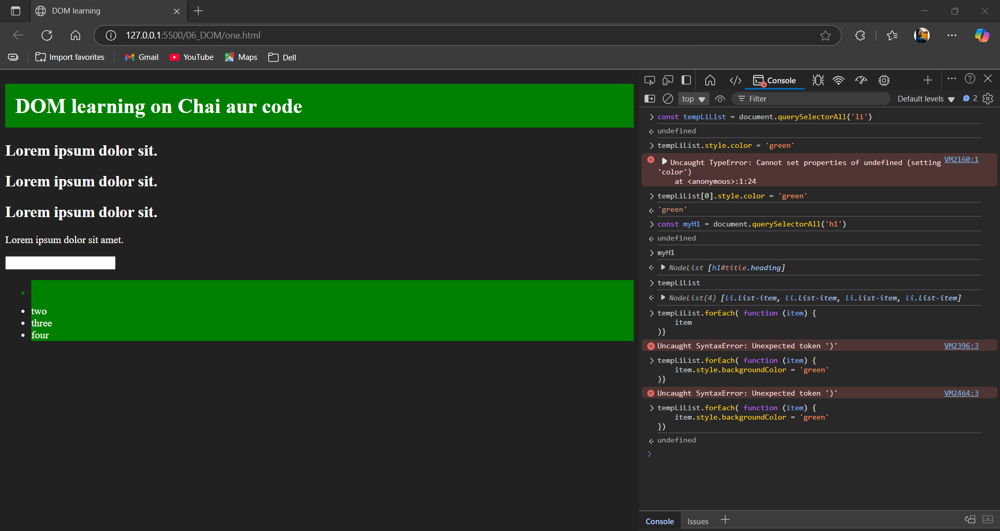 DOM learning
127.0.0.1:5500/06_DOM/one.html
Import favorites
Gmail
YouTube
Maps
Dell
DOM learning on Chai aur code
Lorem ipsum dolor sit.
Lorem ipsum dolor sit.
Lorem ipsum dolor sit.
Lorem ipsum dolor sit amet.
two
three
four
Console
top
Filter
Default levels
2
const tempLiList = document.querySelectorAll('li')
undefined
tempLiList.style.color = 'green'
Uncaught TypeError: Cannot set properties of undefined (setting VM2160:1
'color')
at <anonymous>:1:24
tempLiList[0].style.color = 'green'
'green'
const myH1 = document.querySelectorAll('h1')
undefined
myH1
NodeList [h1#title.heading]
tempLiList
NodeList(4) [li.list-item, li.list-item, li.list-item, li.list-item]
tempLiList.forEach( function (item) {
item
)}
Uncaught SyntaxError: Unexpected token ')' VM2396:3
tempLiList.forEach( function (item) {
item.style.backgroundColor = 'green'
)}
Uncaught SyntaxError: Unexpected token ')' VM2464:3
tempLiList.forEach( function (item) {
item.style.backgroundColor = 'green'
})
undefined
Console
Issues